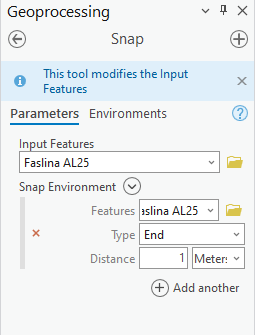 Geoprocessing
Snap
This tool modifies the Input
Features
Parameters Environments
Input Features
Faslina AL25
Snap Environment
Features aslina AL25
Type End
Distance 1 Meters
Add another